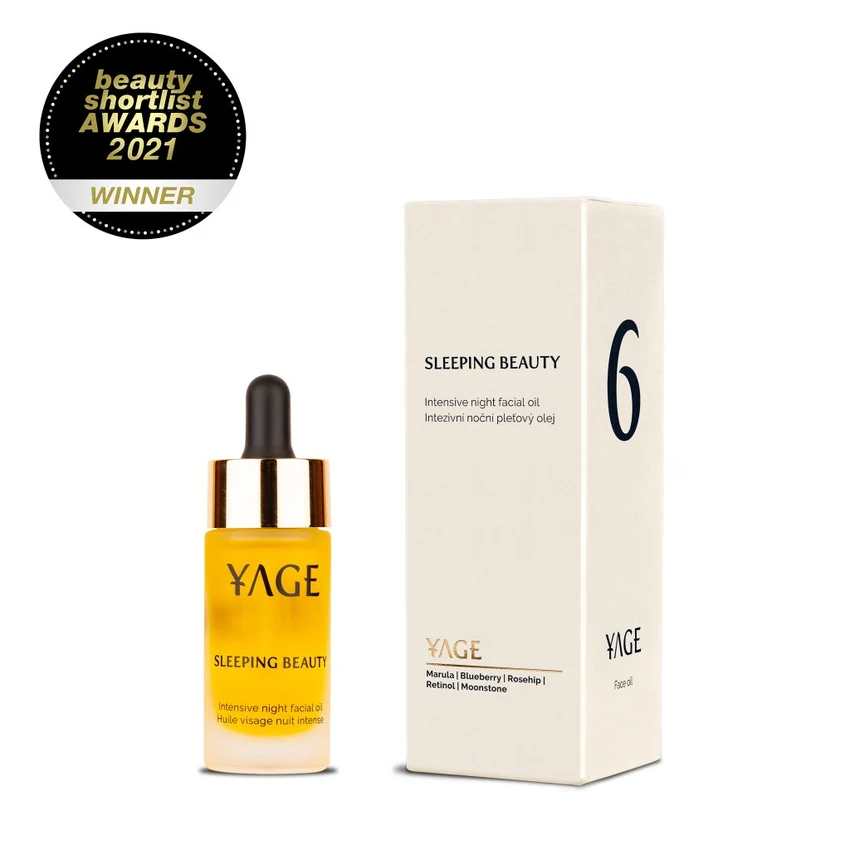 beauty
shortlist
AWARDS
2021
WINNER
SLEEPING BEAUTY
Intensive night facial oil
Intezivní noční pleťový olej
6
YAGE
SLEEPING BEAUTY
Intensive night facial oil
Huile visage nuit intense
YAGE
Marula | Blueberry | Rosehip |
Retinol | Moonstone
YAGE
Face oil